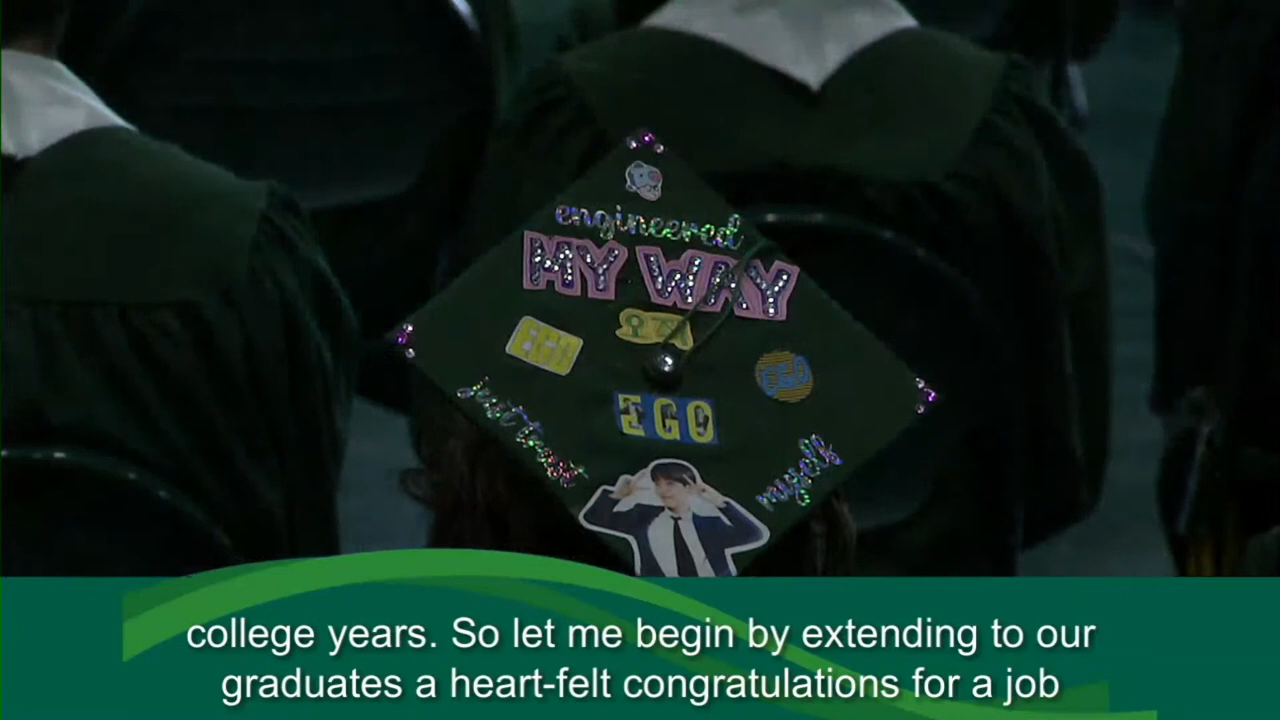 engineered
MY WAY
EGO
EGO
EGO
just trust
myself
college years. So let me begin by extending to our
graduates a heart-felt congratulations for a job